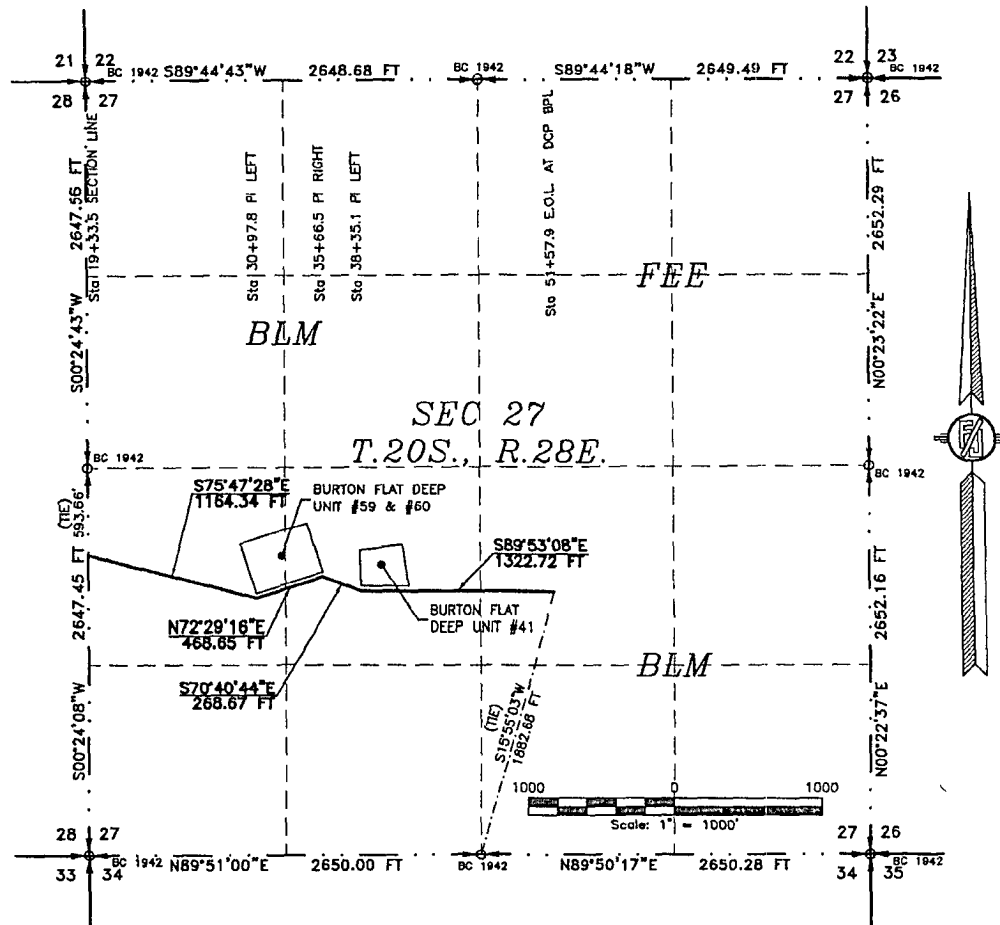 21 22
S89°44'43"W 2648.68 FT
BC 1942
S89°44'18"W 2649.49 FT
22 23
BC 1942
BC 1942
28 27
27 26
2647.56 FT
S00°24'43"W
Sta 19+33.5 SECTION LINE
Sta 30+97.8 PI LEFT
Sta 35+66.5 PI RIGHT
Sta 38+35.1 PI LEFT
Sta 51+57.9 E.O.L. AT DCP BPL
2652.29 FT
N00°23'22"E
FEE
BLM
SEC 27
T.20S., R.28E.
BC 1942
BC 1942
(TIE)
593.66'
S75°47'28"E
1164.34 FT
BURTON FLAT DEEP
UNIT #59 & #60
S89°53'08"E
1322.72 FT
2647.45 FT
S00°24'08"W
N72°29'16"E
468.65 FT
BURTON FLAT
DEEP UNIT #41
2652.16 FT
N00°22'37"E
S70°40'44"E
268.67 FT
BLM
(TIE)
S15°55'03"W
1882.68 FT
1000 0 1000
Scale: 1" = 1000'
28 27
BC 1942
N89°51'00"E 2650.00 FT
BC 1942
N89°50'17"E 2650.28 FT
27 26
BC 1942
33 34
34 35